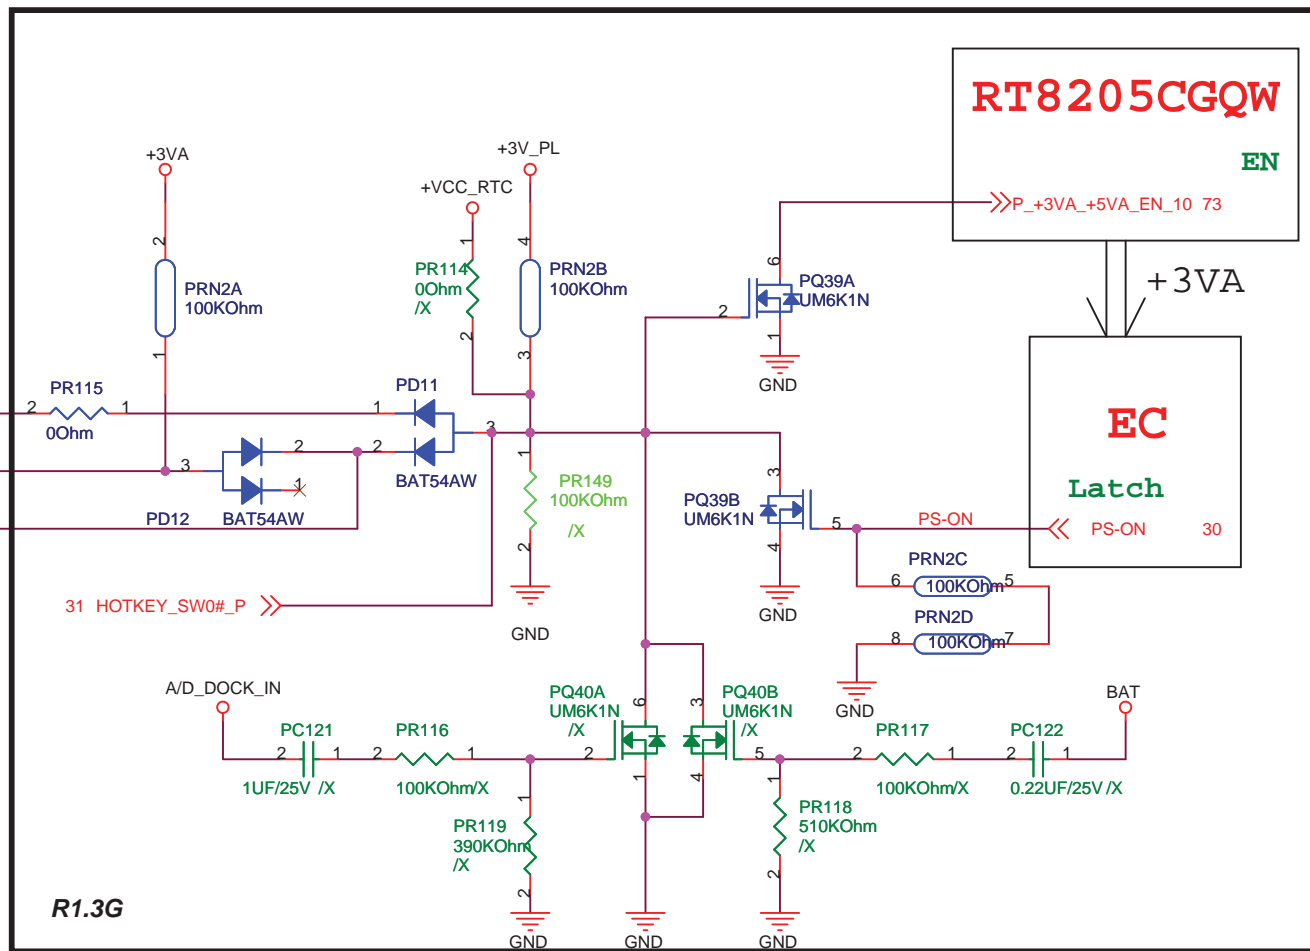 RT8205CGQW
EN
P_+3VA_+5VA_EN_10 73
+3VA
+3V_PL
+VCC_RTC
+3VA
2
1
4
6
PR114
0Ohm
/X
PRN2B
100KOhm
PQ39A
UM6K1N
PRN2A
100KOhm
2
1
2
3
1
GND
PR115
2
1
0Ohm
PD11
1
2
3
BAT54AW
3
2
1
PD12
BAT54AW
1
PR149
100KOhm
/X
2
GND
3
PQ39B
UM6K1N
5
4
GND
EC
Latch
PS-ON
PS-ON
30
PRN2C
6
100KOhm
5
PRN2D
8
100KOhm
7
GND
31 HOTKEY_SW0#_P
A/D_DOCK_IN
PC121
2
1
1UF/25V /X
PR116
2
1
100KOhm/X
PQ40A
UM6K1N
/X
6
2
1
PQ40B
UM6K1N
/X
3
5
4
PR117
2
1
100KOhm/X
BAT
PC122
2
1
0.22UF/25V /X
1
PR119
390KOhm
/X
2
1
PR118
510KOhm
/X
2
GND
GND
GND
R1.3G